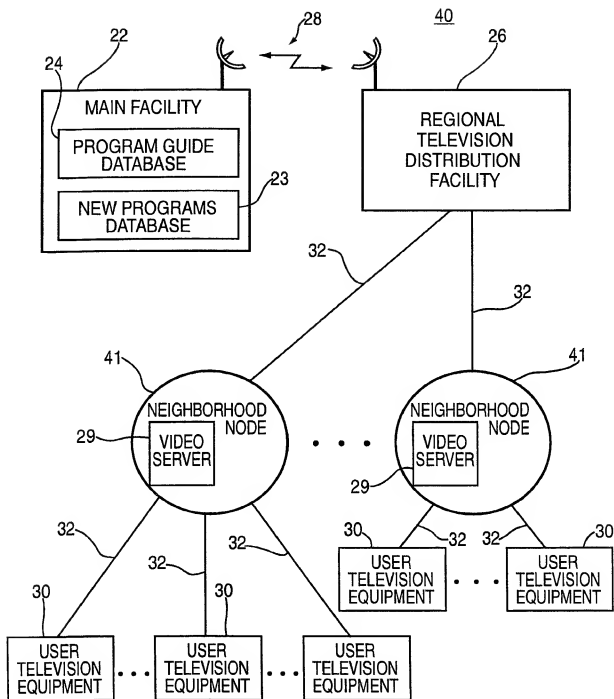 28
40
22
26
24
MAIN FACILITY
PROGRAM GUIDE
DATABASE
NEW PROGRAMS
DATABASE
23
REGIONAL
TELEVISION
DISTRIBUTION
FACILITY
32
32
41
41
NEIGHBORHOOD
NODE
29
VIDEO
SERVER
NEIGHBORHOOD
NODE
VIDEO
SERVER
29
32
32
32
30
32
32
30
USER
TELEVISION
EQUIPMENT
USER
TELEVISION
EQUIPMENT
30
30
USER
TELEVISION
EQUIPMENT
USER
TELEVISION
EQUIPMENT
USER
TELEVISION
EQUIPMENT